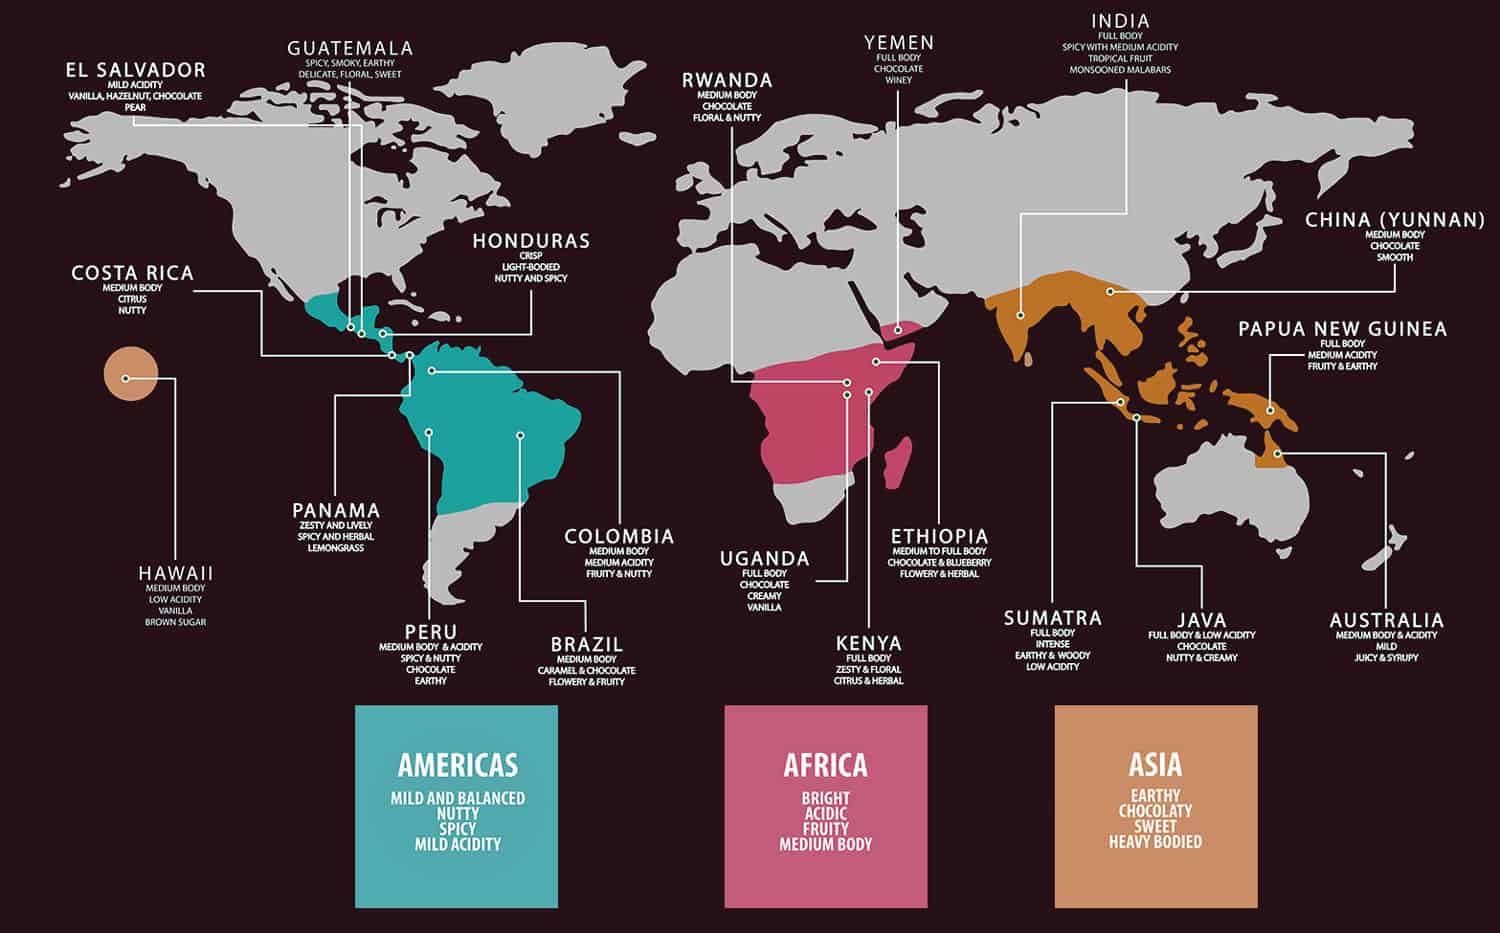 INDIA
FULL BODY
SPICY WITH MEDIUM ACIDITY
TROPICAL FRUIT
MONSOONED MALABARS
YEMEN
FULL BODY
CHOCOLATE
WINEY
GUATEMALA
SPICY, SMOKY, EARTHY
DELICATE, FLORAL, SWEET
EL SALVADOR
MILD ACIDITY
VANILLA, HAZELNUT, CHOCOLATE
PEAR
RWANDA
MEDIUM BODY
CHOCOLATE
FLORAL & NUTTY
CHINA (YUNNAN)
MEDIUM BODY
CHOCOLATE
SMOOTH
HONDURAS
CRISP
LIGHT-BODIED
NUTTY AND SPICY
COSTA RICA
MEDIUM BODY
CITRUS
NUTTY
PAPUA NEW GUINEA
FULL BODY
MEDIUM ACIDITY
FRUITY & EARTHY
PANAMA
ZESTY AND LIVELY
SPICY AND HERBAL
LEMONGRASS
COLOMBIA
MEDIUM BODY
MEDIUM ACIDITY
FRUITY & NUTTY
ETHIOPIA
MEDIUM TO FULL BODY
CHOCOLATE & BLUEBERRY
FLOWERY & HERBAL
UGANDA
FULL BODY
CHOCOLATE
CREAMY
VANILLA
HAWAII
MEDIUM BODY
LOW ACIDITY
VANILLA
BROWN SUGAR
SUMATRA
FULL BODY
INTENSE
EARTHY & WOODY
LOW ACIDITY
JAVA
FULL BODY & LOW ACIDITY
CHOCOLATE
NUTTY & CREAMY
AUSTRALIA
MEDIUM BODY & ACIDITY
MILD
JUICY & SYRUPY
PERU
MEDIUM BODY & ACIDITY
SPICY & NUTTY
CHOCOLATE
EARTHY
BRAZIL
MEDIUM BODY
CARAMEL & CHOCOLATE
FLOWERY & FRUITY
KENYA
FULL BODY
ZESTY & FLORAL
CITRUS & HERBAL
AMERICAS
MILD AND BALANCED
NUTTY
SPICY
MILD ACIDITY
AFRICA
BRIGHT
ACIDIC
FRUITY
MEDIUM BODY
ASIA
EARTHY
CHOCOLATY
SWEET
HEAVY BODIED